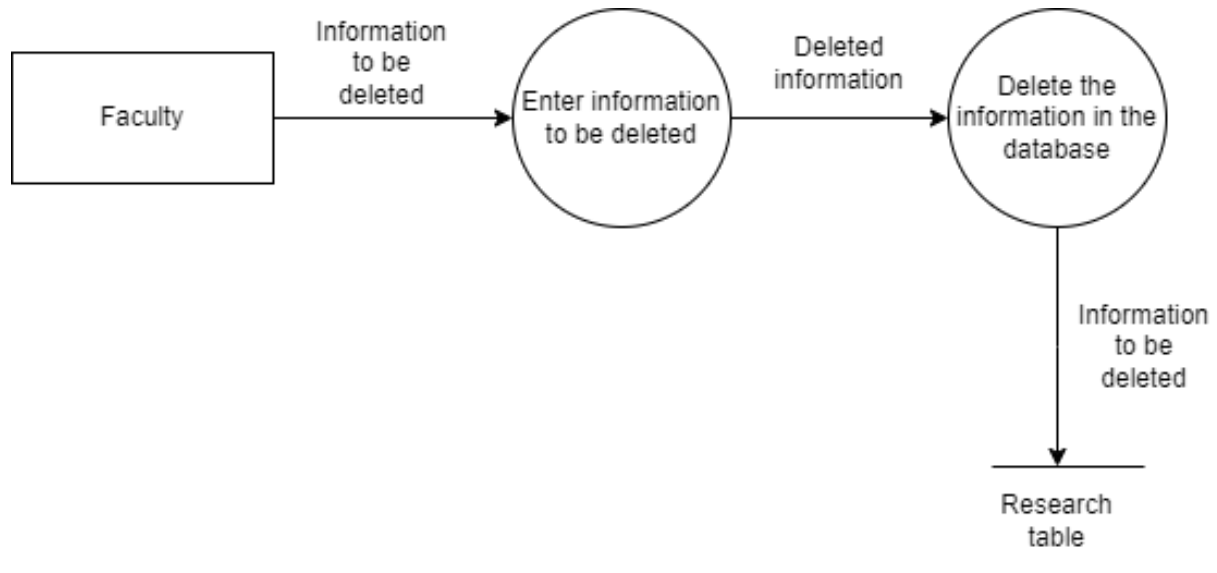 Information
to be
deleted
Deleted
information
Faculty
Enter information
to be deleted
Delete the
information in the
database
Information
to be
deleted
Research
table